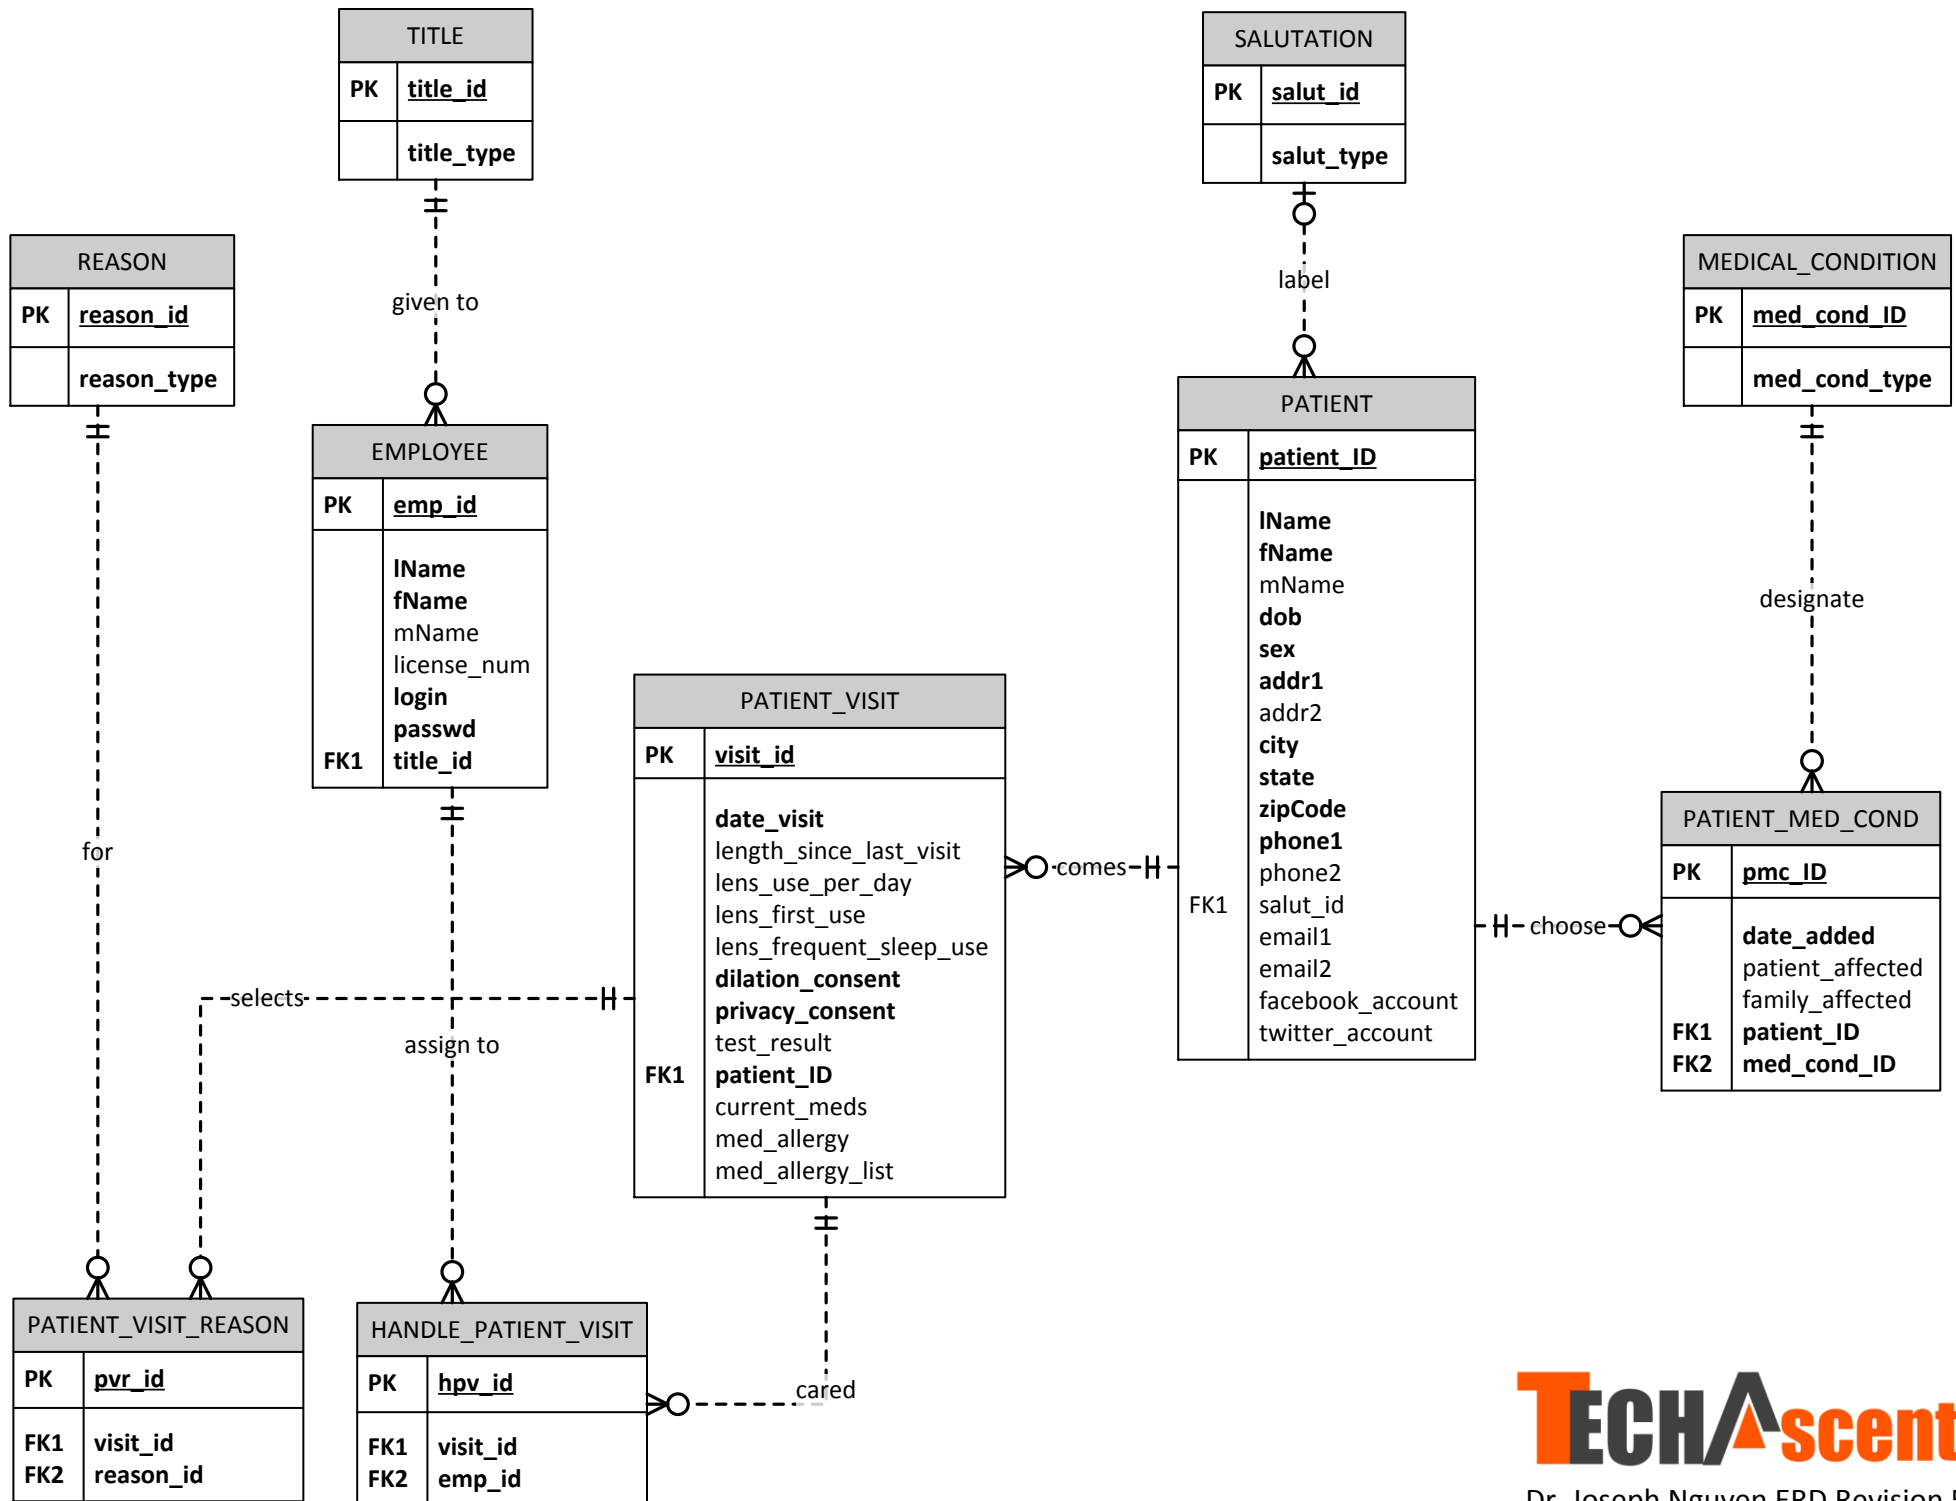 TITLE
PK title_id
title_type
SALUTATION
PK salut_id
salut_type
REASON
PK reason_id
reason_type
given to
label
MEDICAL_CONDITION
PK med_cond_ID
med_cond_type
EMPLOYEE
PK emp_id
lName
fName
mName
license_num
login
passwd
FK1 title_id
PATIENT
PK patient_ID
lName
fName
mName
dob
sex
addr1
addr2
city
state
zipCode
phone1
phone2
FK1 salut_id
email1
email2
facebook_account
twitter_account
designate
PATIENT_VISIT
PK visit_id
date_visit
length_since_last_visit
lens_use_per_day
lens_first_use
lens_frequent_sleep_use
dilation_consent
privacy_consent
test_result
FK1 patient_ID
current_meds
med_allergy
med_allergy_list
for
comes
choose
PATIENT_MED_COND
PK pmc_ID
date_added
patient_affected
family_affected
FK1 patient_ID
FK2 med_cond_ID
selects
assign to
cared
PATIENT_VISIT_REASON
PK pvr_id
FK1 visit_id
FK2 reason_id
HANDLE_PATIENT_VISIT
PK hpv_id
FK1 visit_id
FK2 emp_id
TECHAscent
Dr. Joseph Nguyen ERD Revision